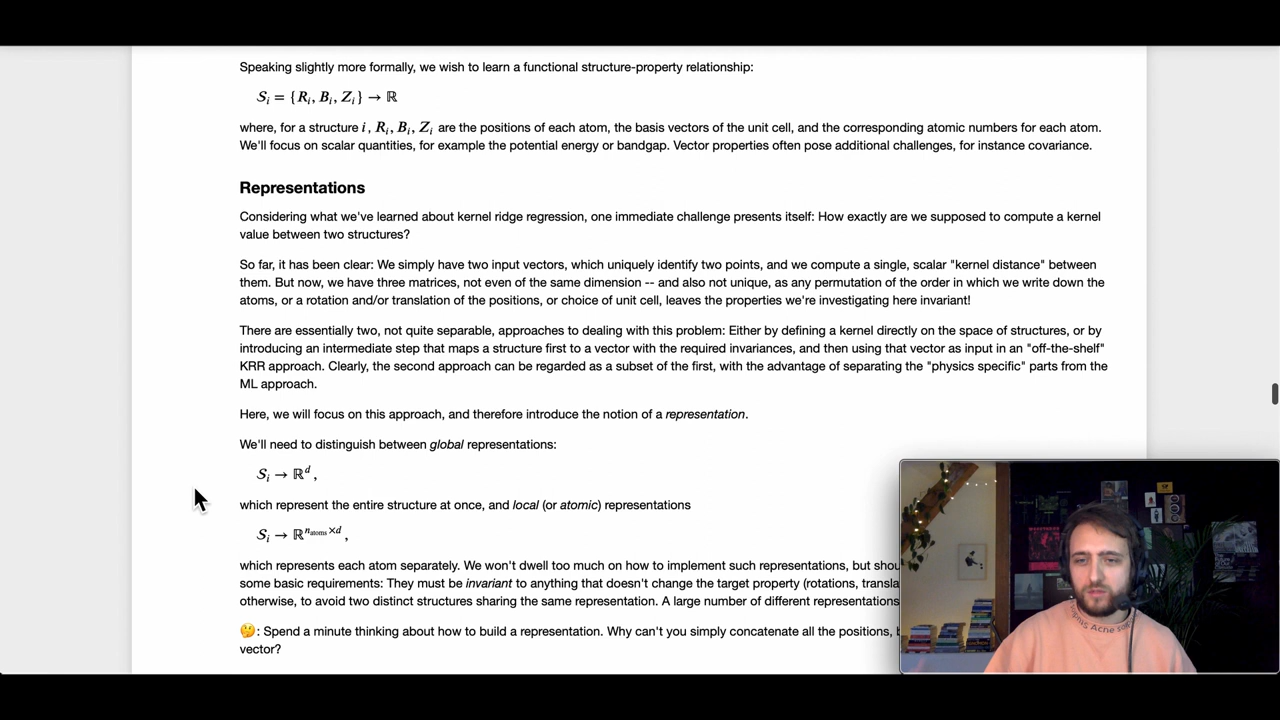 Speaking slightly more formally, we wish to learn a functional structure-property relationship:
𝒮ᵢ = {Rᵢ, Bᵢ, Zᵢ} → ℝ
where, for a structure i, Rᵢ, Bᵢ, Zᵢ are the positions of each atom, the basis vectors of the unit cell, and the corresponding atomic numbers for each atom.
We'll focus on scalar quantities, for example the potential energy or bandgap. Vector properties often pose additional challenges, for instance covariance.
Representations
Considering what we've learned about kernel ridge regression, one immediate challenge presents itself: How exactly are we supposed to compute a kernel
value between two structures?
So far, it has been clear: We simply have two input vectors, which uniquely identify two points, and we compute a single, scalar "kernel distance" between
them. But now, we have three matrices, not even of the same dimension -- and also not unique, as any permutation of the order in which we write down the
atoms, or a rotation and/or translation of the positions, or choice of unit cell, leaves the properties we're investigating here invariant!
There are essentially two, not quite separable, approaches to dealing with this problem: Either by defining a kernel directly on the space of structures, or by
introducing an intermediate step that maps a structure first to a vector with the required invariances, and then using that vector as input in an "off-the-shelf"
KRR approach. Clearly, the second approach can be regarded as a subset of the first, with the advantage of separating the "physics specific" parts from the
ML approach.
Here, we will focus on this approach, and therefore introduce the notion of a representation.
We'll need to distinguish between global representations:
𝒮ᵢ → ℝᵈ,
which represent the entire structure at once, and local (or atomic) representations
𝒮ᵢ → ℝ^{n_atoms×d},
which represents each atom separately. We won't dwell too much on how to implement such representations, but
some basic requirements: They must be invariant to anything that doesn't change the target property (rotations,
otherwise, to avoid two distinct structures sharing the same representation. A large number of different representations
🤔: Spend a minute thinking about how to build a representation. Why can't you simply concatenate all the positions,
vector?